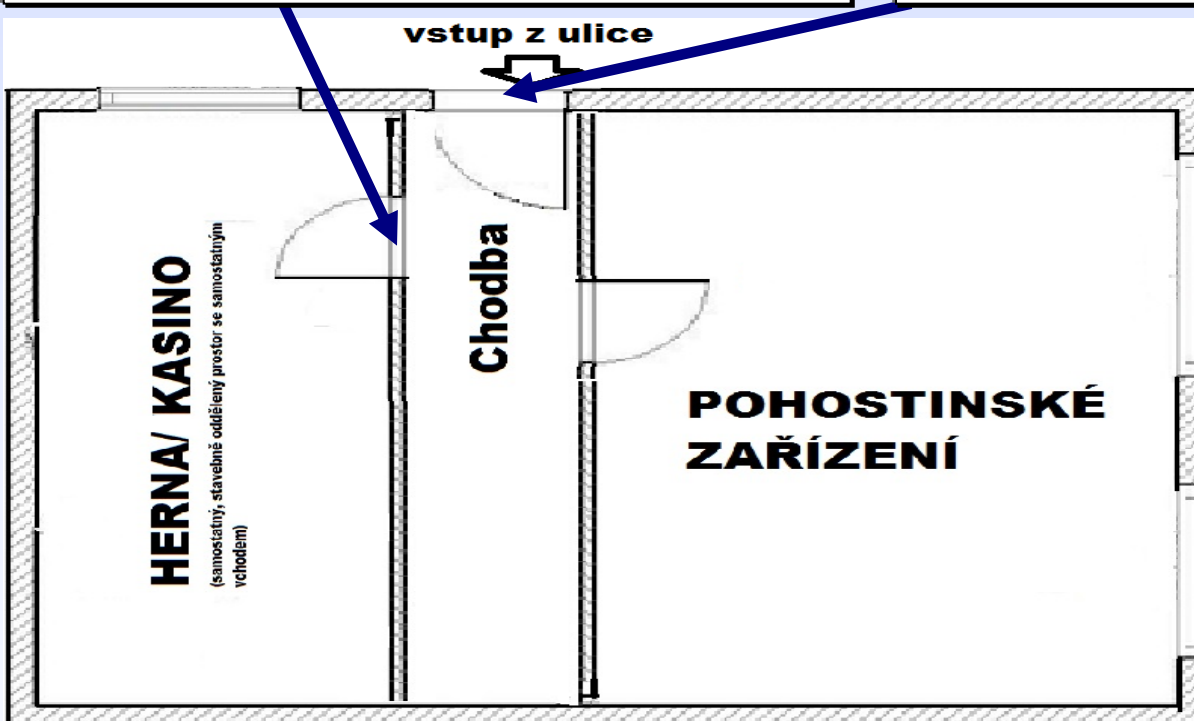 vstup z ulice
HERNA/ KASINO
(samostatný, stavebně oddělený prostor se samostatným
vchodem)
Chodba
POHOSTINSKÉ
ZAŘÍZENÍ